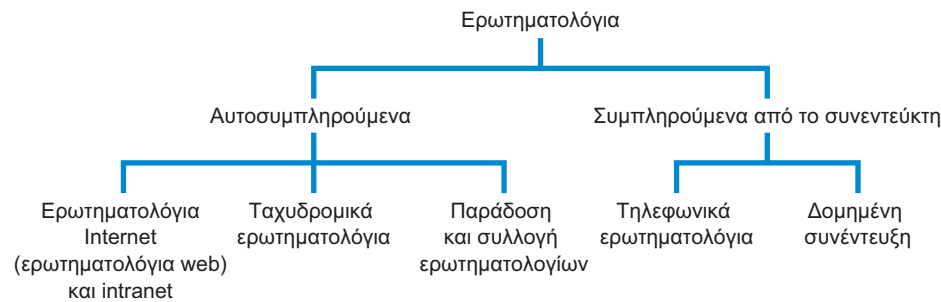 Ερωτηματολόγια
Αυτοσυμπληρούμενα
Συμπληρούμενα από το συνεντεύκτη
Ερωτηματολόγια
Internet
(ερωτηματολόγια web)
και intranet
Ταχυδρομικά
ερωτηματολόγια
Παράδοση
και συλλογή
ερωτηματολογίων
Τηλεφωνικά
ερωτηματολόγια
Δομημένη
συνέντευξη